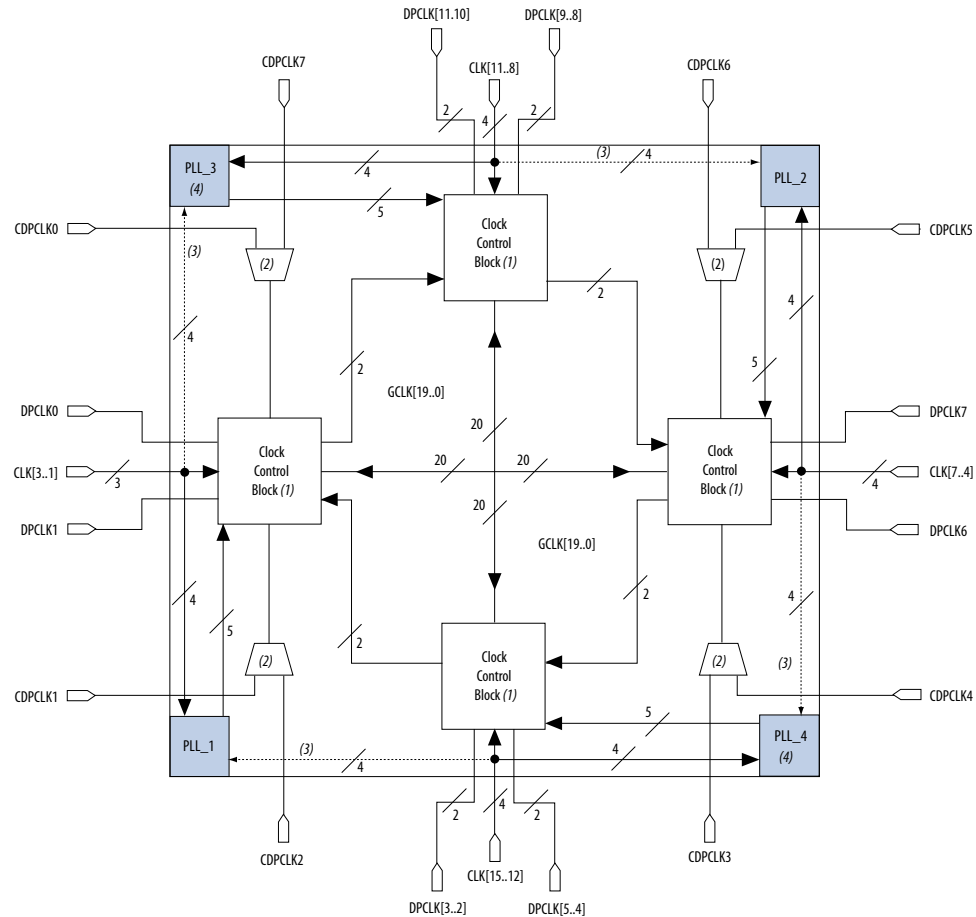 DPCLK[11.10]
DPCLK[9..8]
CDPCLK7
CLK[11..8]
CDPCLK6
2
4
2
PLL_3
(4)
4
(3)
4
PLL_2
5
CDPCLK0
(3)
(2)
Clock
Control
Block (1)
(2)
CDPCLK5
2
4
4
2
5
GCLK[19..0]
DPCLK0
20
DPCLK7
CLK[3..1]
3
Clock
Control
Block (1)
20
20
Clock
Control
Block (1)
4
CLK[7..4]
DPCLK1
20
DPCLK6
GCLK[19..0]
4
5
2
2
4
(2)
Clock
Control
Block (1)
(2)
(3)
CDPCLK1
CDPCLK4
PLL_1
(3)
4
5
4
PLL_4
(4)
2
4
2
CDPCLK2
CLK[15..12]
CDPCLK3
DPCLK[3..2]
DPCLK[5..4]